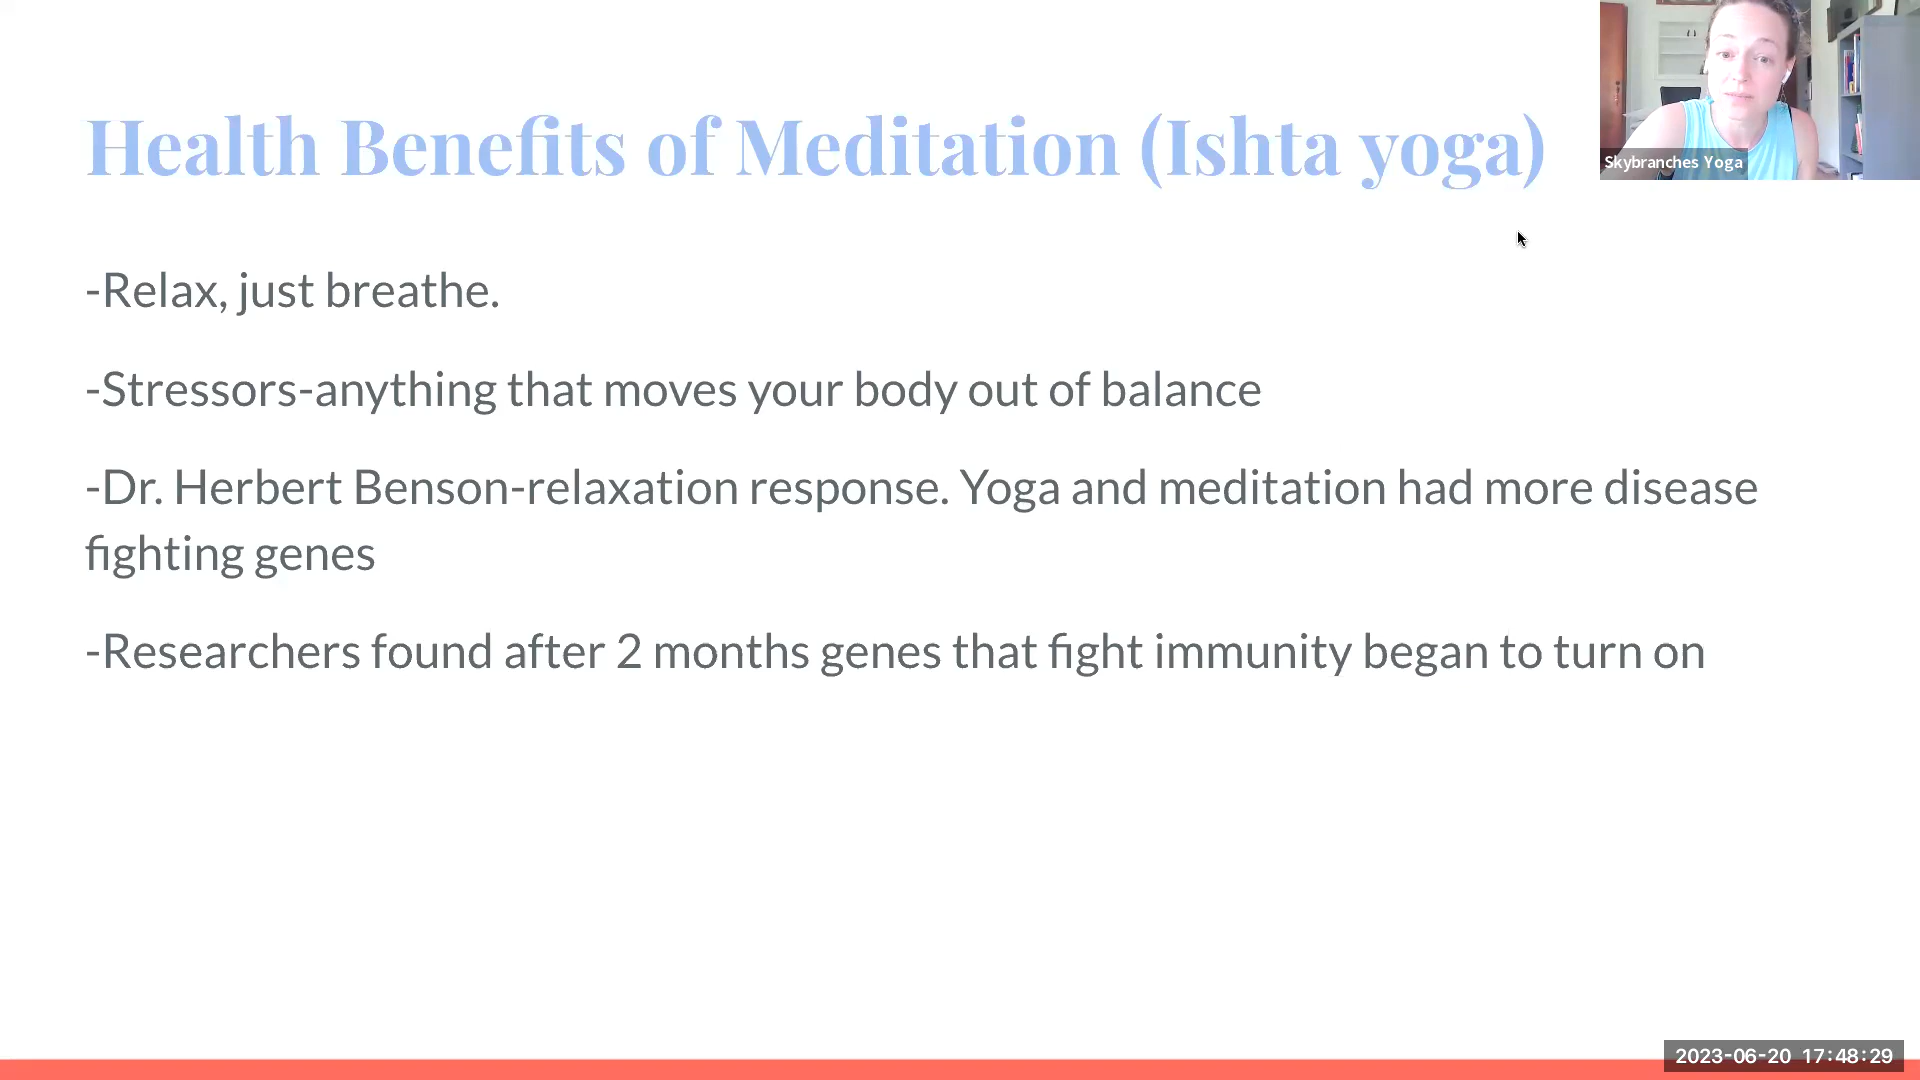 Health Benefits of Meditation (Ishta yoga)
Skybranches Yoga
-Relax, just breathe.
-Stressors-anything that moves your body out of balance
-Dr. Herbert Benson-relaxation response. Yoga and meditation had more disease
fighting genes
-Researchers found after 2 months genes that fight immunity began to turn on
2023-06-20 17:48:29